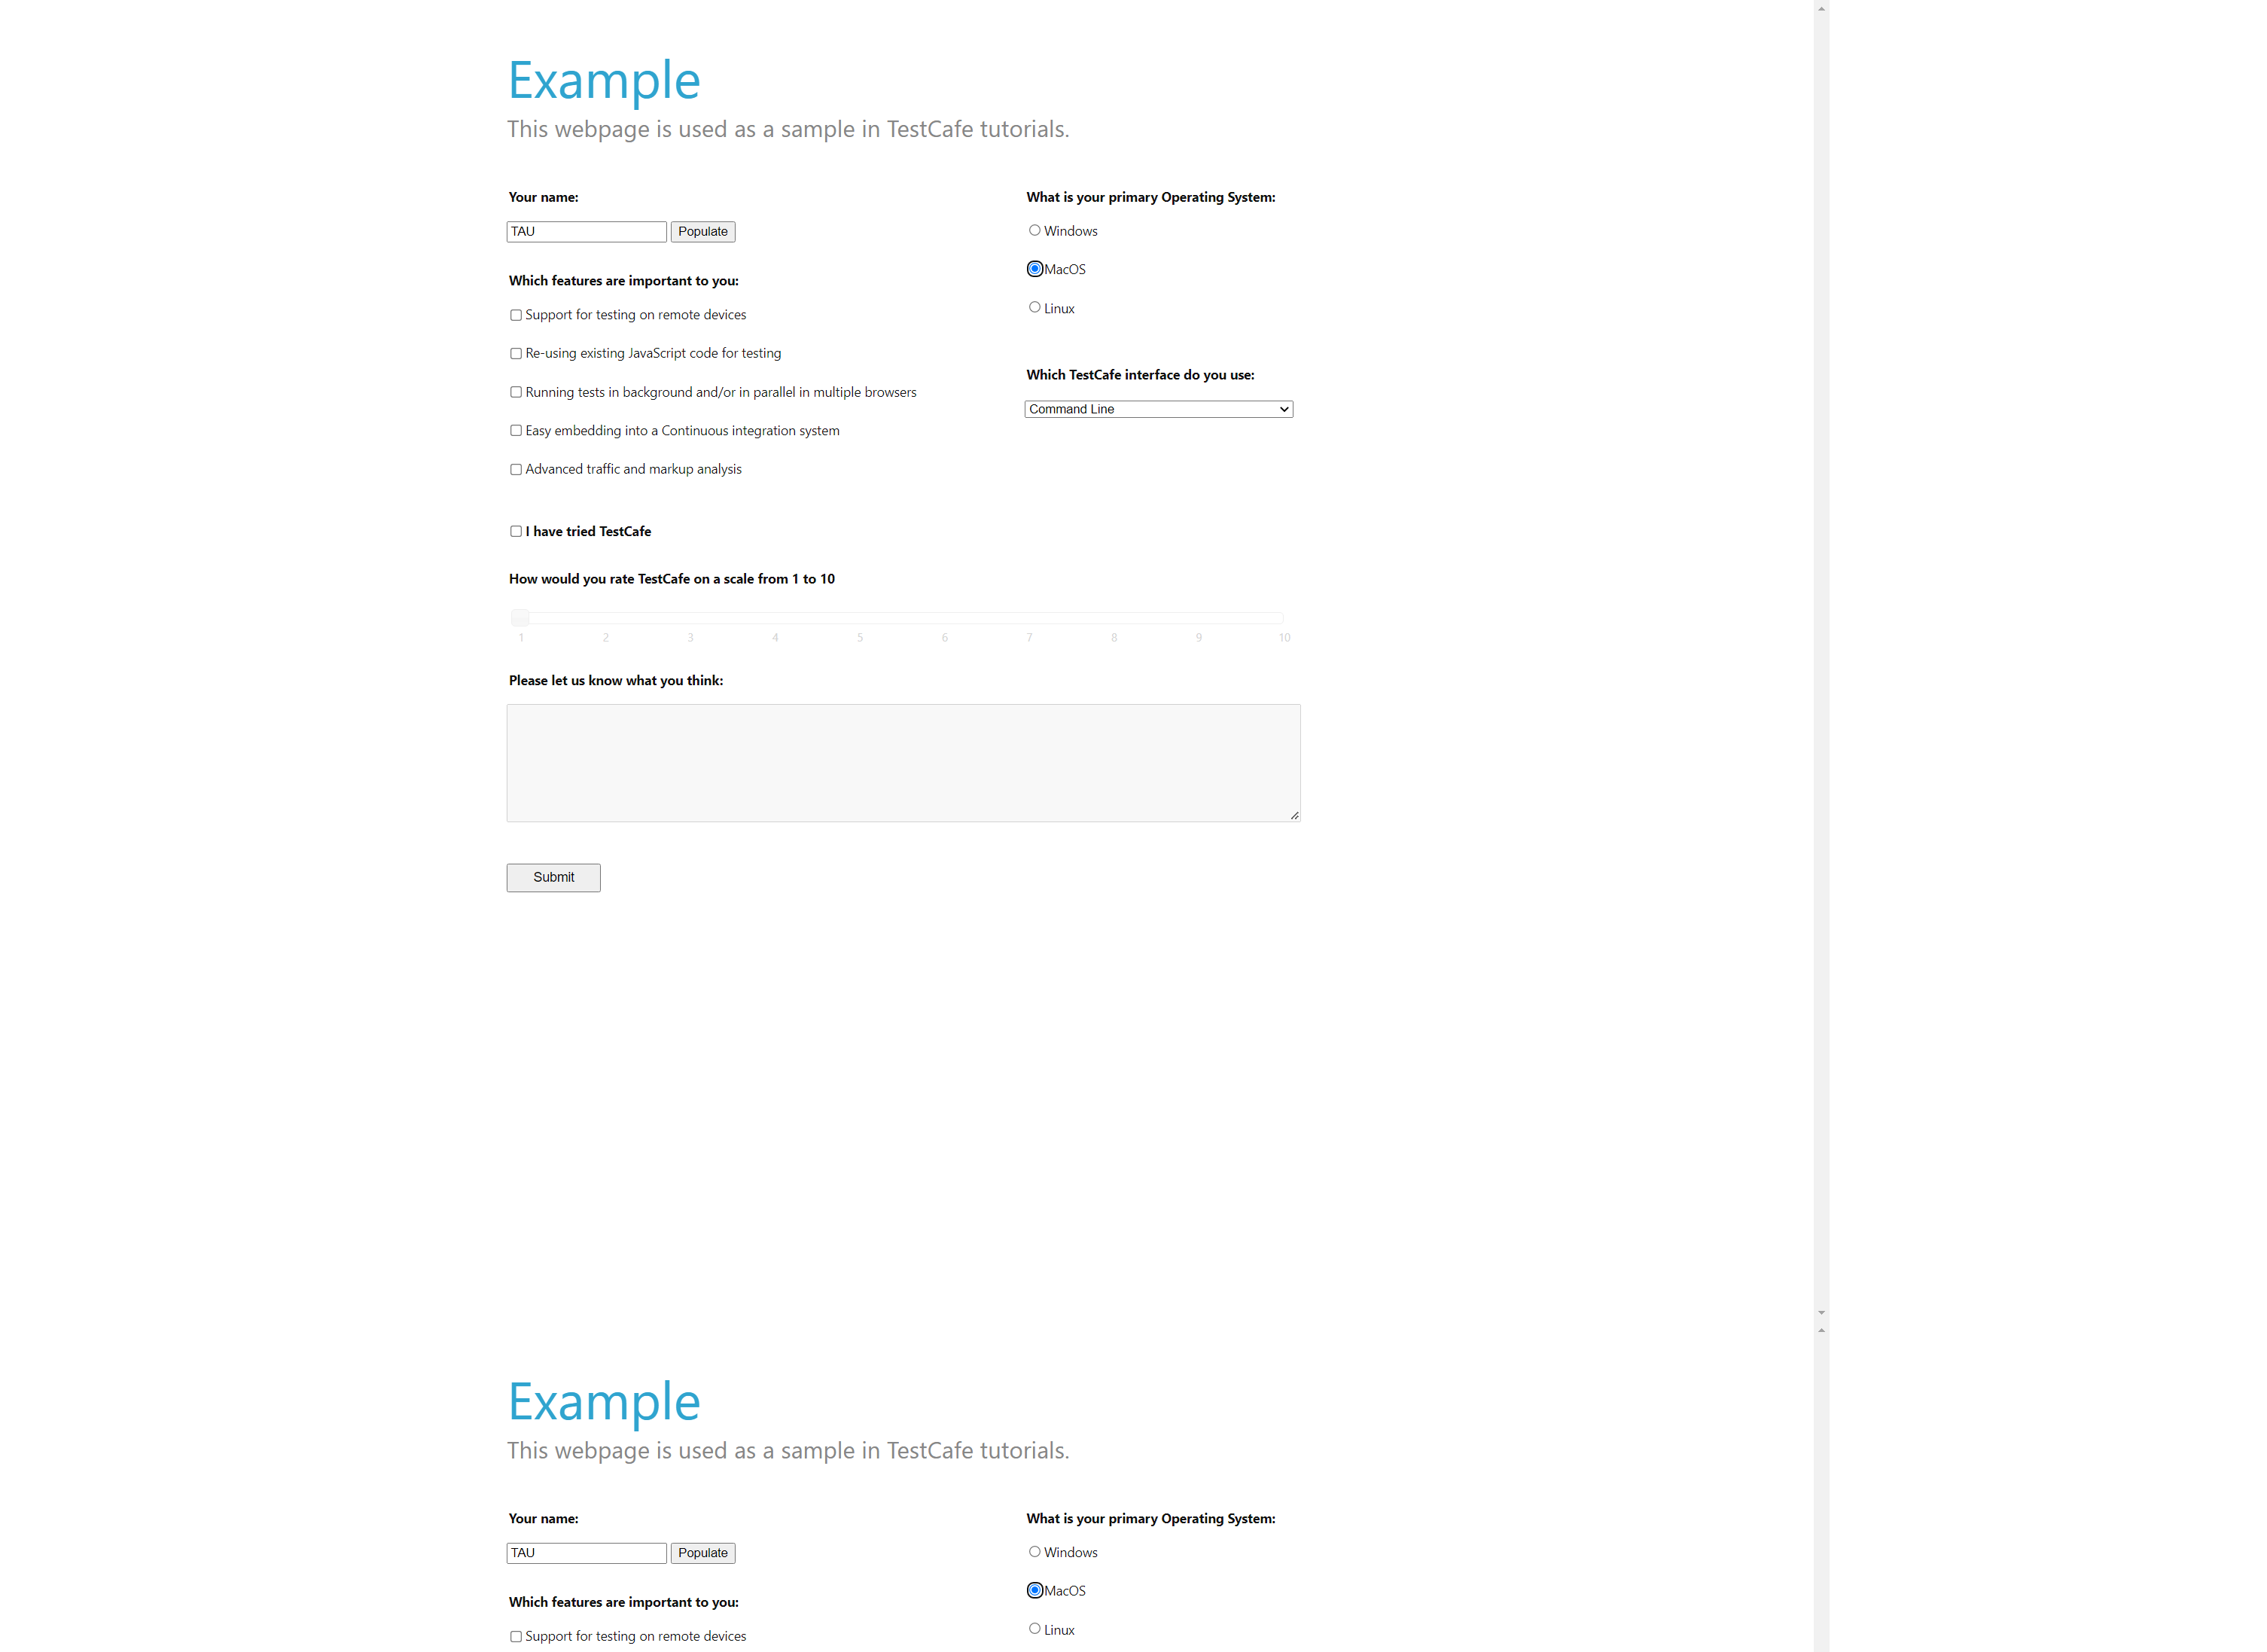 Example
This webpage is used as a sample in TestCafe tutorials.
Your name:
TAU Populate
Which features are important to you:
Support for testing on remote devices
Re-using existing JavaScript code for testing
Running tests in background and/or in parallel in multiple browsers
Easy embedding into a Continuous integration system
Advanced traffic and markup analysis
What is your primary Operating System:
Windows
MacOS
Linux
Which TestCafe interface do you use:
Command Line
I have tried TestCafe
How would you rate TestCafe on a scale from 1 to 10
1 2 3 4 5 6 7 8 9 10
Please let us know what you think:
Submit
Example
This webpage is used as a sample in TestCafe tutorials.
Your name:
TAU Populate
Which features are important to you:
Support for testing on remote devices
What is your primary Operating System:
Windows
MacOS
Linux